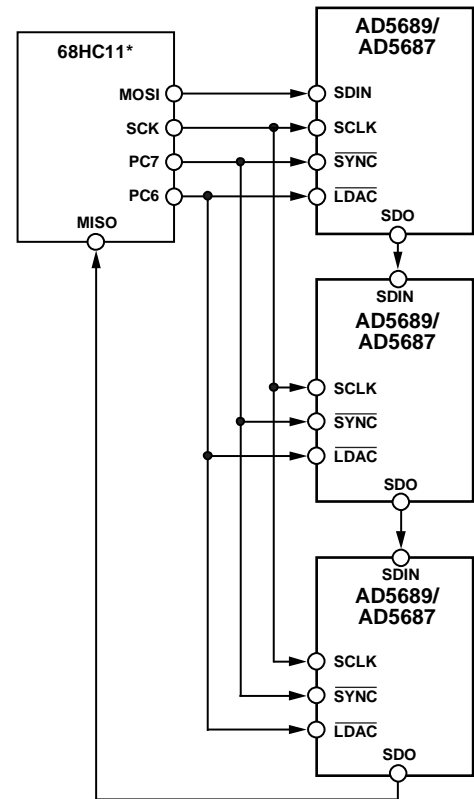 68HC11*
MOSI
SCK
PC7
PC6
MISO
AD5689/
AD5687
SDIN
SCLK
SYNC
LDAC
SDO
SDIN
AD5689/
AD5687
SCLK
SYNC
LDAC
SDO
SDIN
AD5689/
AD5687
SCLK
SYNC
LDAC
SDO